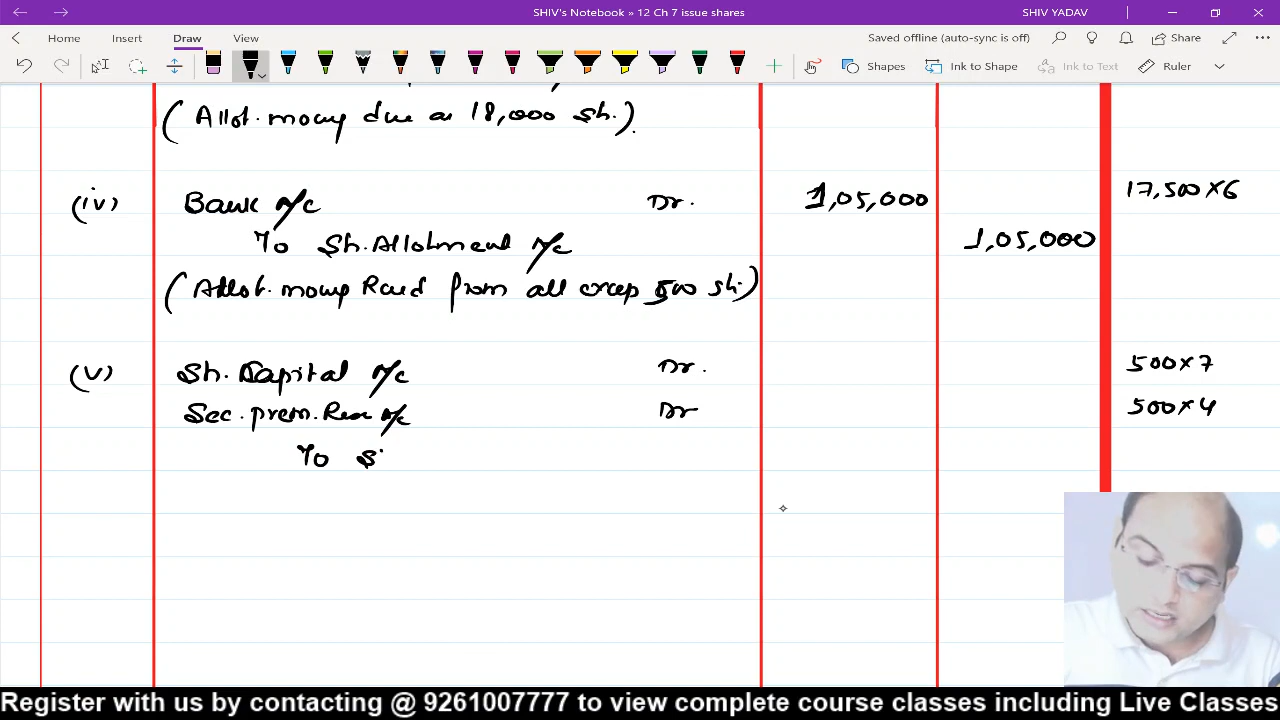 SHIV's Notebook » 12 Ch 7 issue shares
SHIV YADAV
Home Insert Draw View
Saved offline (auto-sync is off)
Share
Shapes
Ink to Shape
Ink to Text
Ruler
(Allot. money due on 18,000 Sh.).
(iv) Bank A/c Dr. 1,05,000 17,500×6
To Sh. Allotment A/c 1,05,000
(Allot. money Recd from all excep 500 sh.)
(v) Sh. Capital A/c Dr. 500×7
Sec. prem. Res A/c Dr 500×4
To S
Register with us by contacting @ 9261007777 to view complete course classes including Live Classes